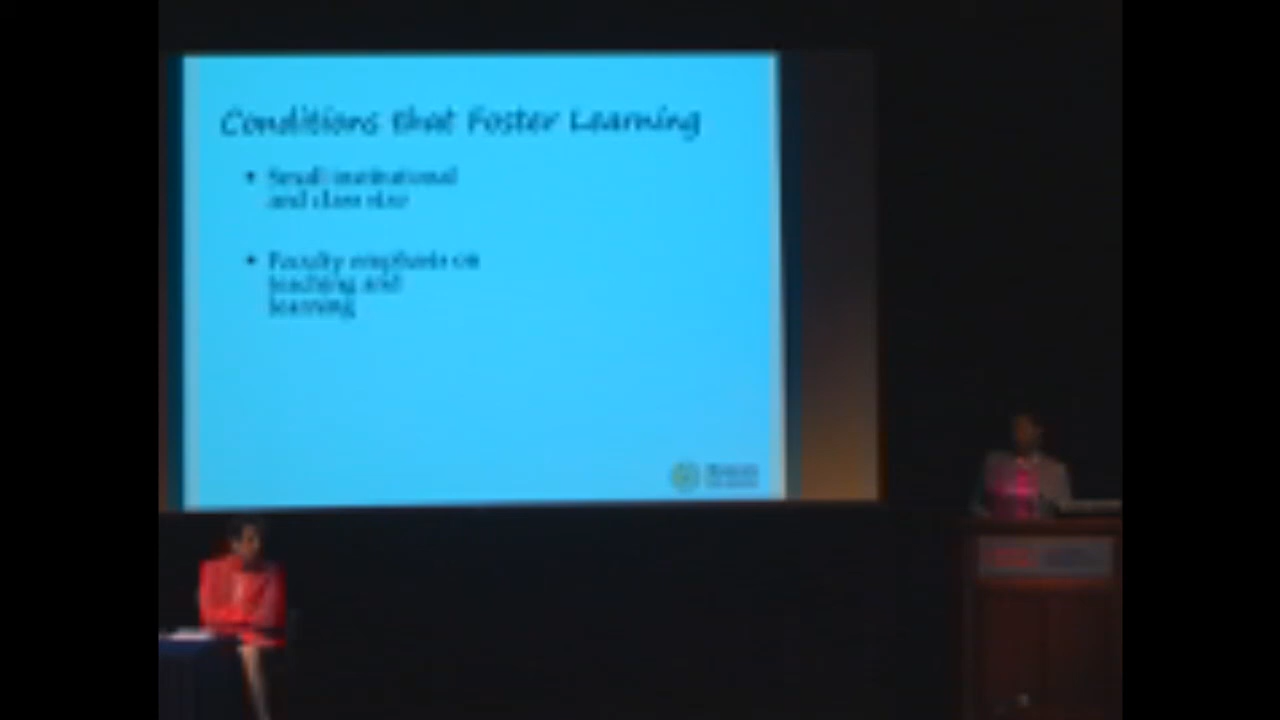 Conditions that Foster Learning
• Small institutional
and class size
• Faculty emphasis on
teaching and
learning